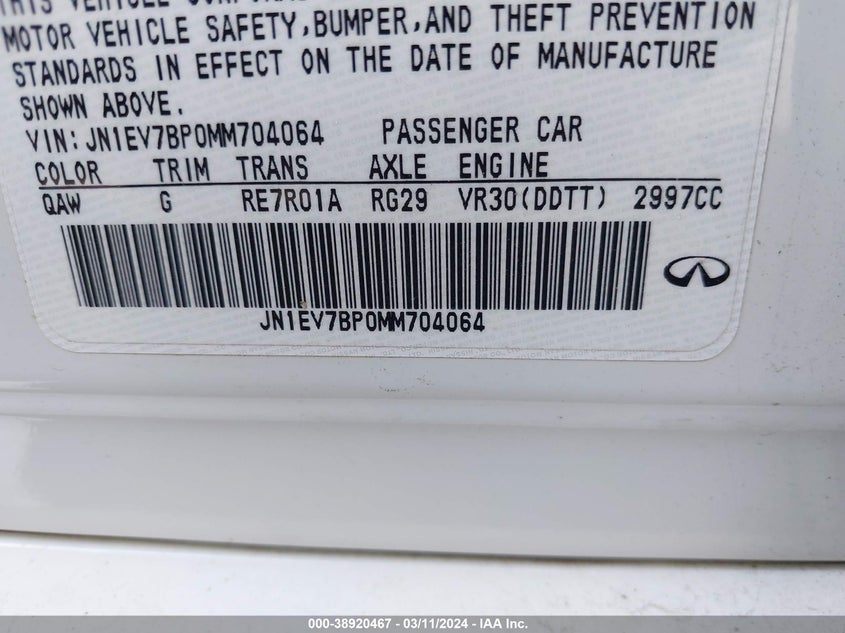 THIS VEHICLE
MOTOR VEHICLE SAFETY,BUMPER,AND THEFT PREVENTION
STANDARDS IN EFFECT ON THE DATE OF MANUFACTURE
SHOWN ABOVE.
VIN:JN1EV7BP0MM704064 PASSENGER CAR
COLOR TRIM TRANS AXLE ENGINE
QAW G RE7R01A RG29 VR30(DDTT) 2997CC
JN1EV7BP0MM704064
000-38920467 - 03/11/2024 - IAA Inc.